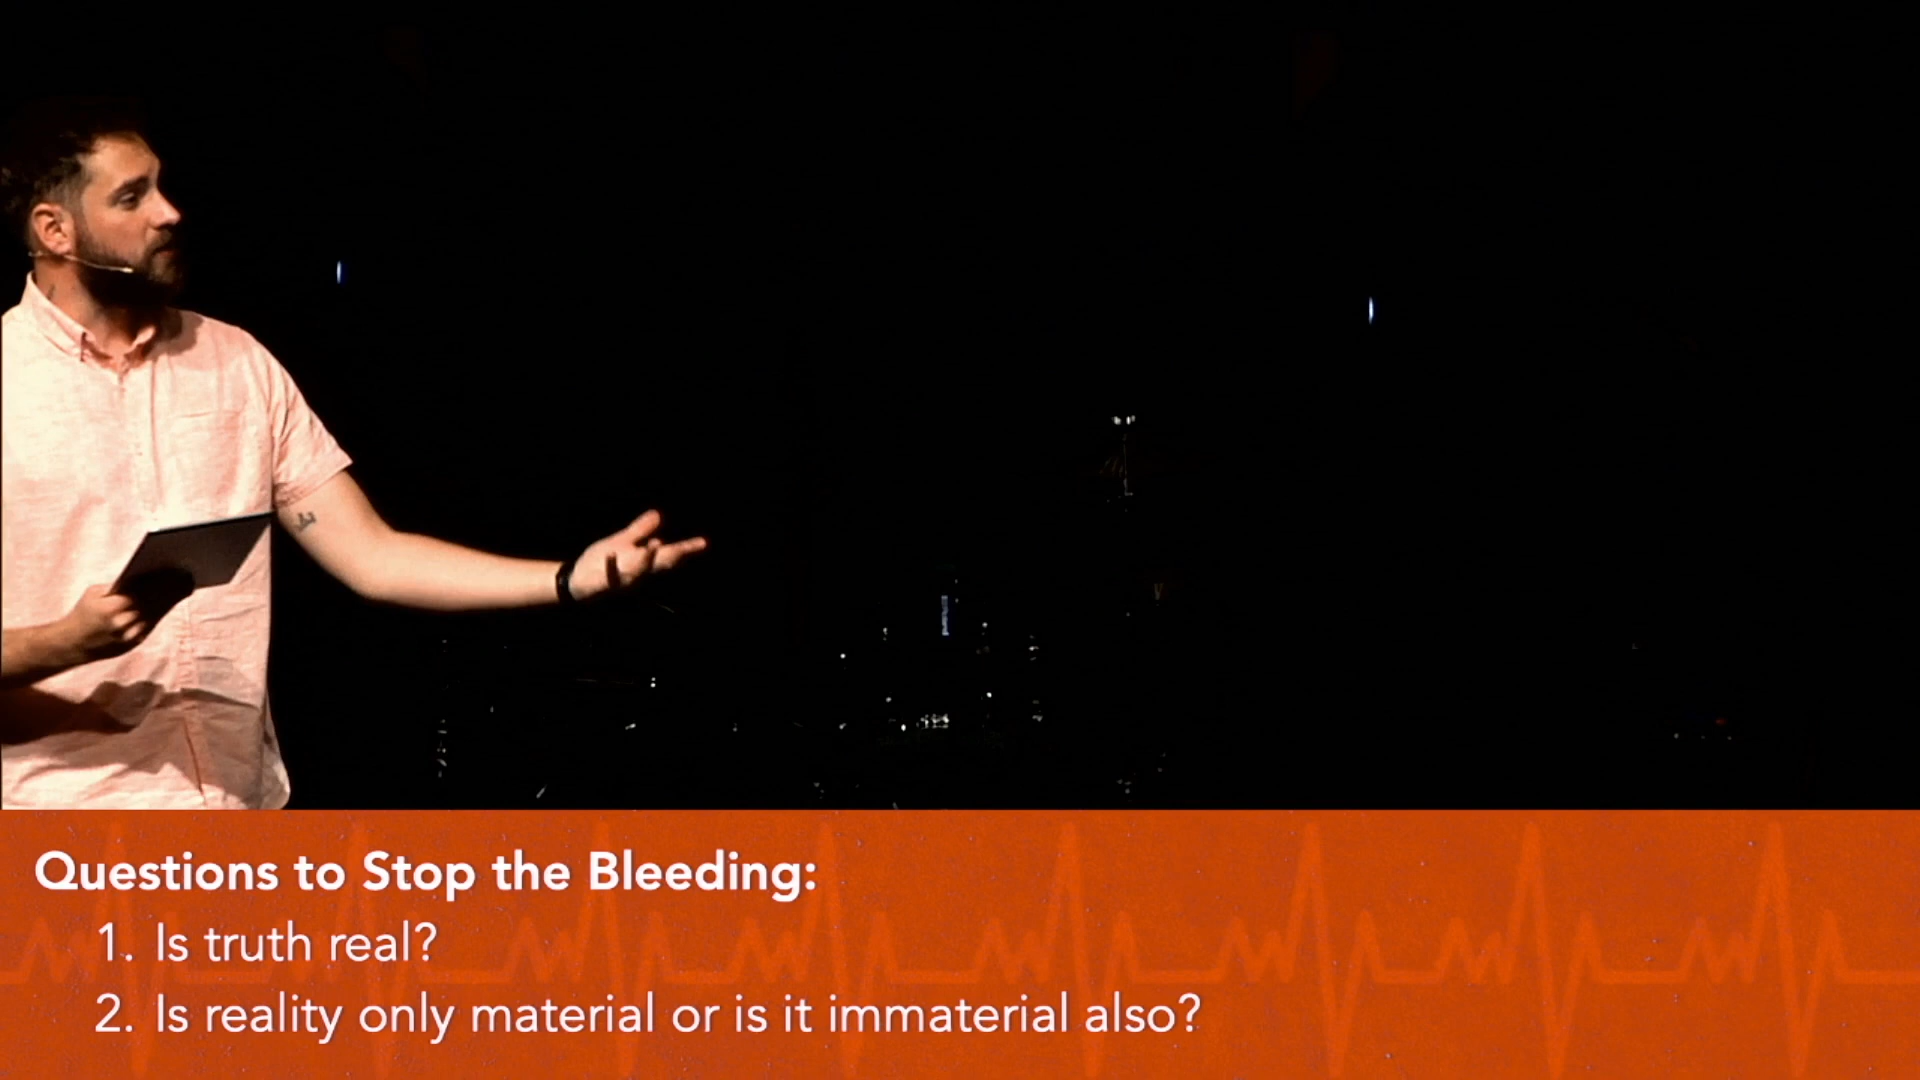 Questions to Stop the Bleeding:
1. Is truth real?
2. Is reality only material or is it immaterial also?